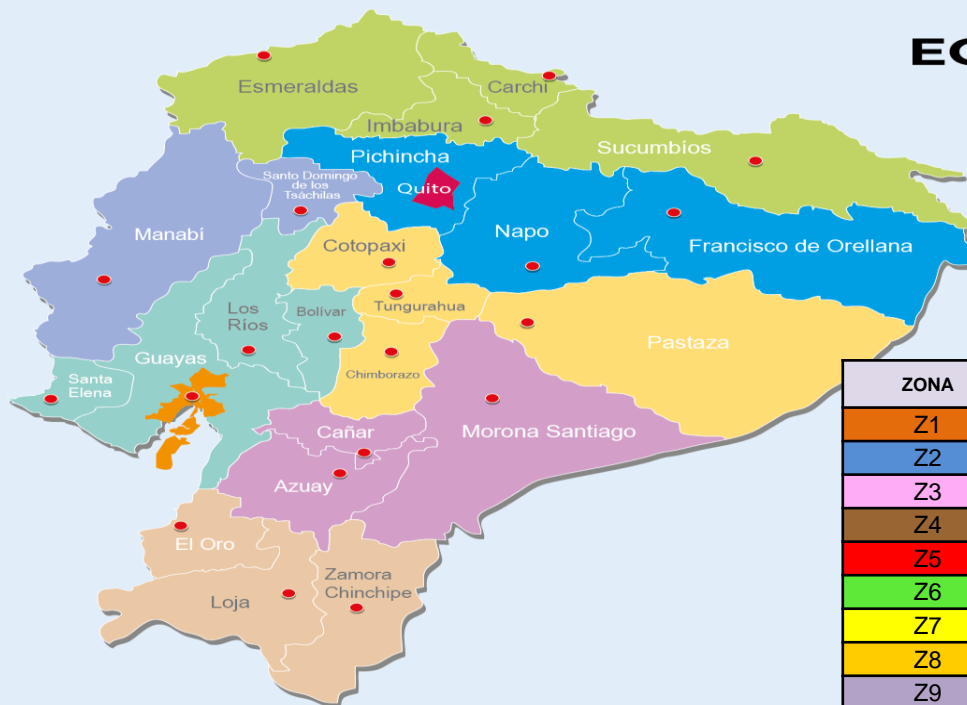 EC
Esmeraldas
Carchi
Imbabura
Sucumbíos
Pichincha
Santo Domingo
de los
Tsáchilas
Quito
Manabí
Napo
Francisco de Orellana
Cotopaxi
Tungurahua
Los
Ríos
Bolívar
Pastaza
Guayas
Chimborazo
Santa
Elena
Cañar
Morona Santiago
Azuay
El Oro
Zamora
Chinchipe
Loja
ZONA
Z1
Z2
Z3
Z4
Z5
Z6
Z7
Z8
Z9